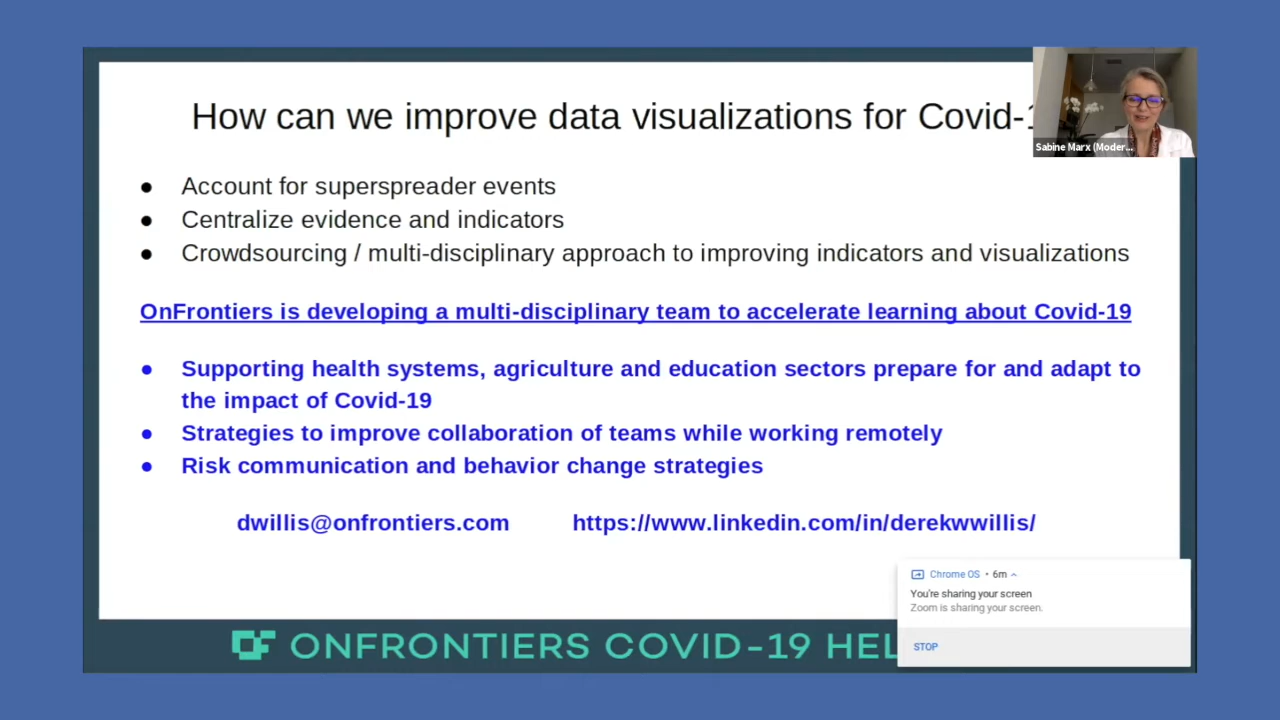 How can we improve data visualizations for Covid-1
Sabine Marx (Moder...
● Account for superspreader events
● Centralize evidence and indicators
● Crowdsourcing / multi-disciplinary approach to improving indicators and visualizations
OnFrontiers is developing a multi-disciplinary team to accelerate learning about Covid-19
● Supporting health systems, agriculture and education sectors prepare for and adapt to
the impact of Covid-19
● Strategies to improve collaboration of teams while working remotely
● Risk communication and behavior change strategies
dwillis@onfrontiers.com https://www.linkedin.com/in/derekwwillis/
Chrome OS • 6m
You're sharing your screen
Zoom is sharing your screen.
STOP
ONFRONTIERS COVID-19 HEL